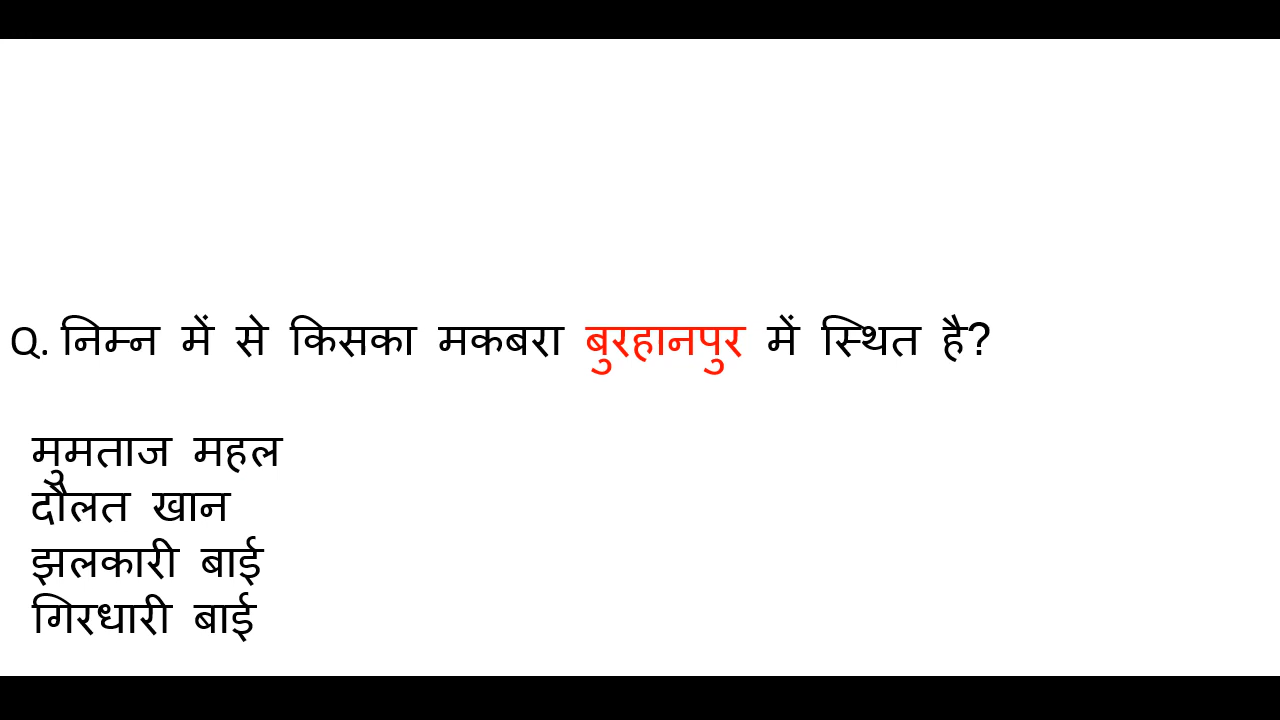 Q. निम्न में से किसका मकबरा बुरहानपुर में स्थित है?
मुमताज महल
दौलत खान
झलकारी बाई
गिरधारी बाई